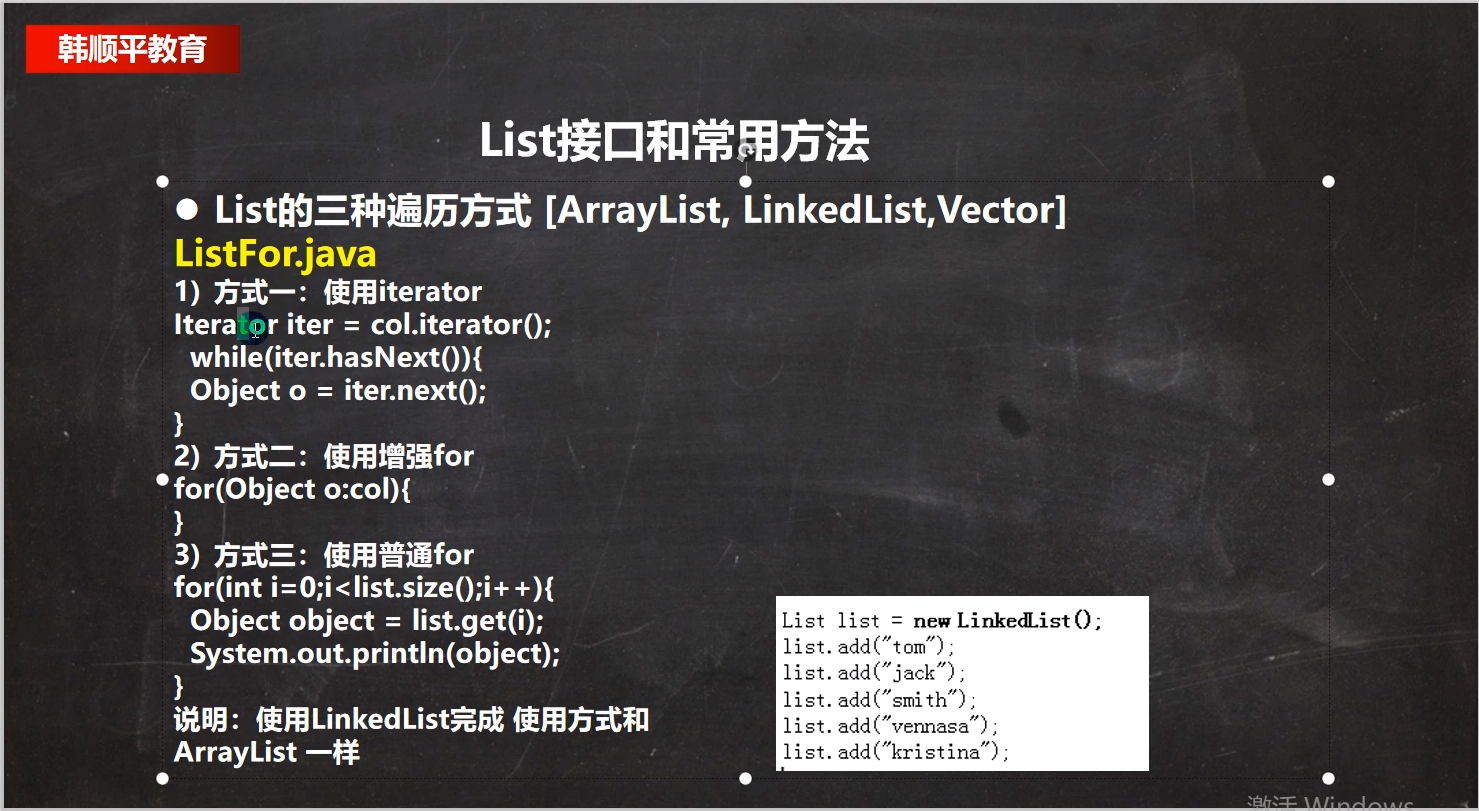 韩顺平教育
List接口和常用方法
● List的三种遍历方式 [ArrayList, LinkedList,Vector]
ListFor.java
1) 方式一：使用iterator
Iterator iter = col.iterator();
while(iter.hasNext()){
Object o = iter.next();
}
2) 方式二：使用增强for
for(Object o:col){
}
3) 方式三：使用普通for
for(int i=0;i<list.size();i++){
Object object = list.get(i);
System.out.println(object);
}
说明：使用LinkedList完成 使用方式和
ArrayList 一样
List list = new LinkedList();
list.add("tom");
list.add("jack");
list.add("smith");
list.add("vennasa");
list.add("kristina");
激活 Windows